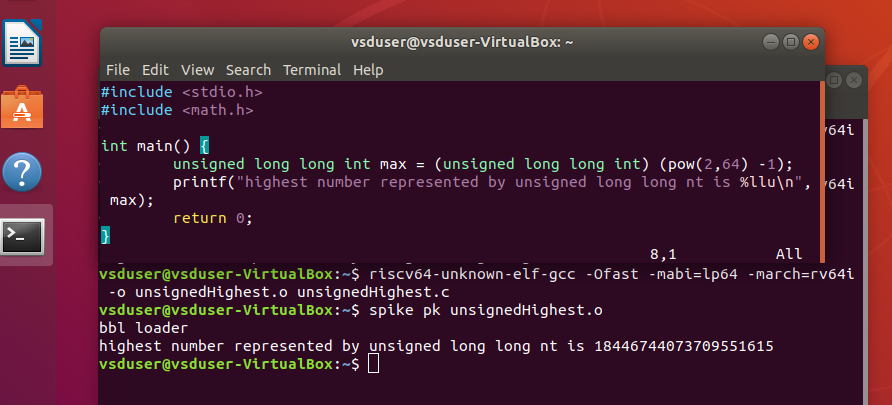 vsduser@vsduser-VirtualBox: ~
File Edit View Search Terminal Help
#include <stdio.h>
#include <math.h>
v64i
int main() {
unsigned long long int max = (unsigned long long int) (pow(2,64) -1);
printf("highest number represented by unsigned long long nt is %llu\n",
v64i
max);
return 0;
}
8,1 All
vsduser@vsduser-VirtualBox:~$ riscv64-unknown-elf-gcc -Ofast -mabi=lp64 -march=rv64i
-o unsignedHighest.o unsignedHighest.c
vsduser@vsduser-VirtualBox:~$ spike pk unsignedHighest.o
bbl loader
highest number represented by unsigned long long nt is 18446744073709551615
vsduser@vsduser-VirtualBox:~$